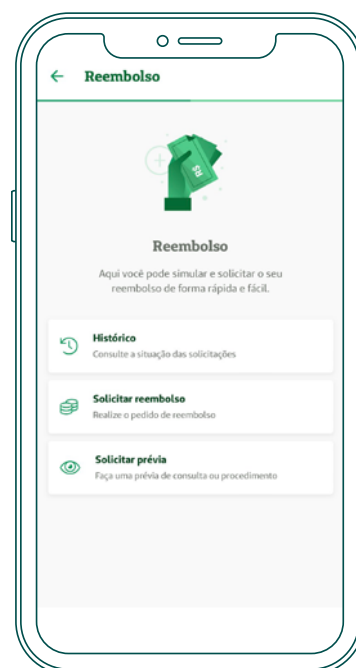 Reembolso
R$
Reembolso
Aqui você pode simular e solicitar o seu
reembolso de forma rápida e fácil.
Histórico
Consulte a situação das solicitações
Solicitar reembolso
Realize o pedido de reembolso
Solicitar prévia
Faça uma prévia de consulta ou procedimento